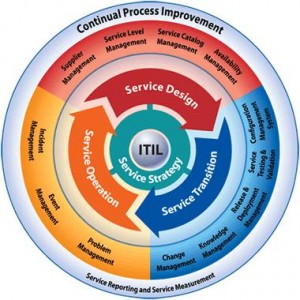 Continual Process Improvement
Supplier
Management
Service Level
Management
Service Catalog
Management
Availability
Management
Service Design
System
Configuration
Service
Testing &
Validation
Release &
Deployment
Management
Knowledge
Management
Change
Management
Service Transition
ITIL
Service Strategy
Service Operation
Incident
Management
Event
Management
Problem
Management
Service Reporting and Service Measurement